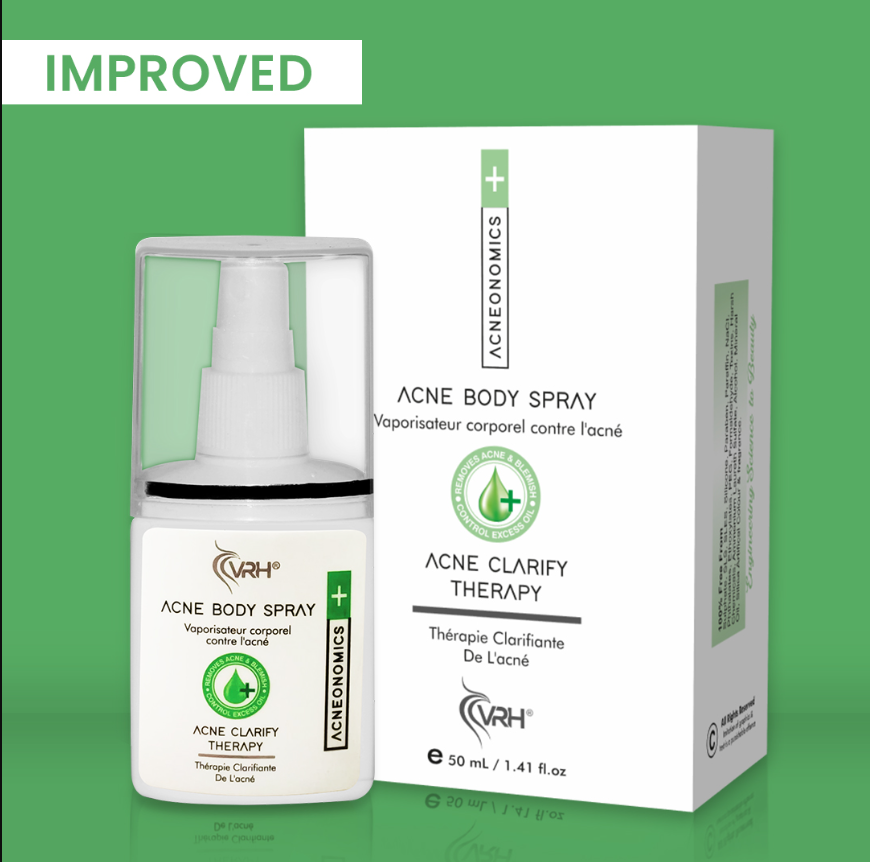 IMPROVED
+
ACNEONOMICS
ACNE BODY SPRAY
Vaporisateur corporel contre l'acné
REMOVES ACNE & BLEMISH
CONTROL EXCESS OIL
ACNE CLARIFY
THERAPY
Thérapie Clarifiante
De L'acné
VRH®
e 50 mL / 1.41 fl.oz
VRH®
ACNE BODY SPRAY
Vaporisateur corporel
contre l'acné
REMOVES ACNE & BLEMISH
CONTROL EXCESS OIL
ACNE CLARIFY
THERAPY
Thérapie Clarifiante
De L'acné
+
ACNEONOMICS
100% Free From
Engineering Science to Beauty
© All Rights Reserved